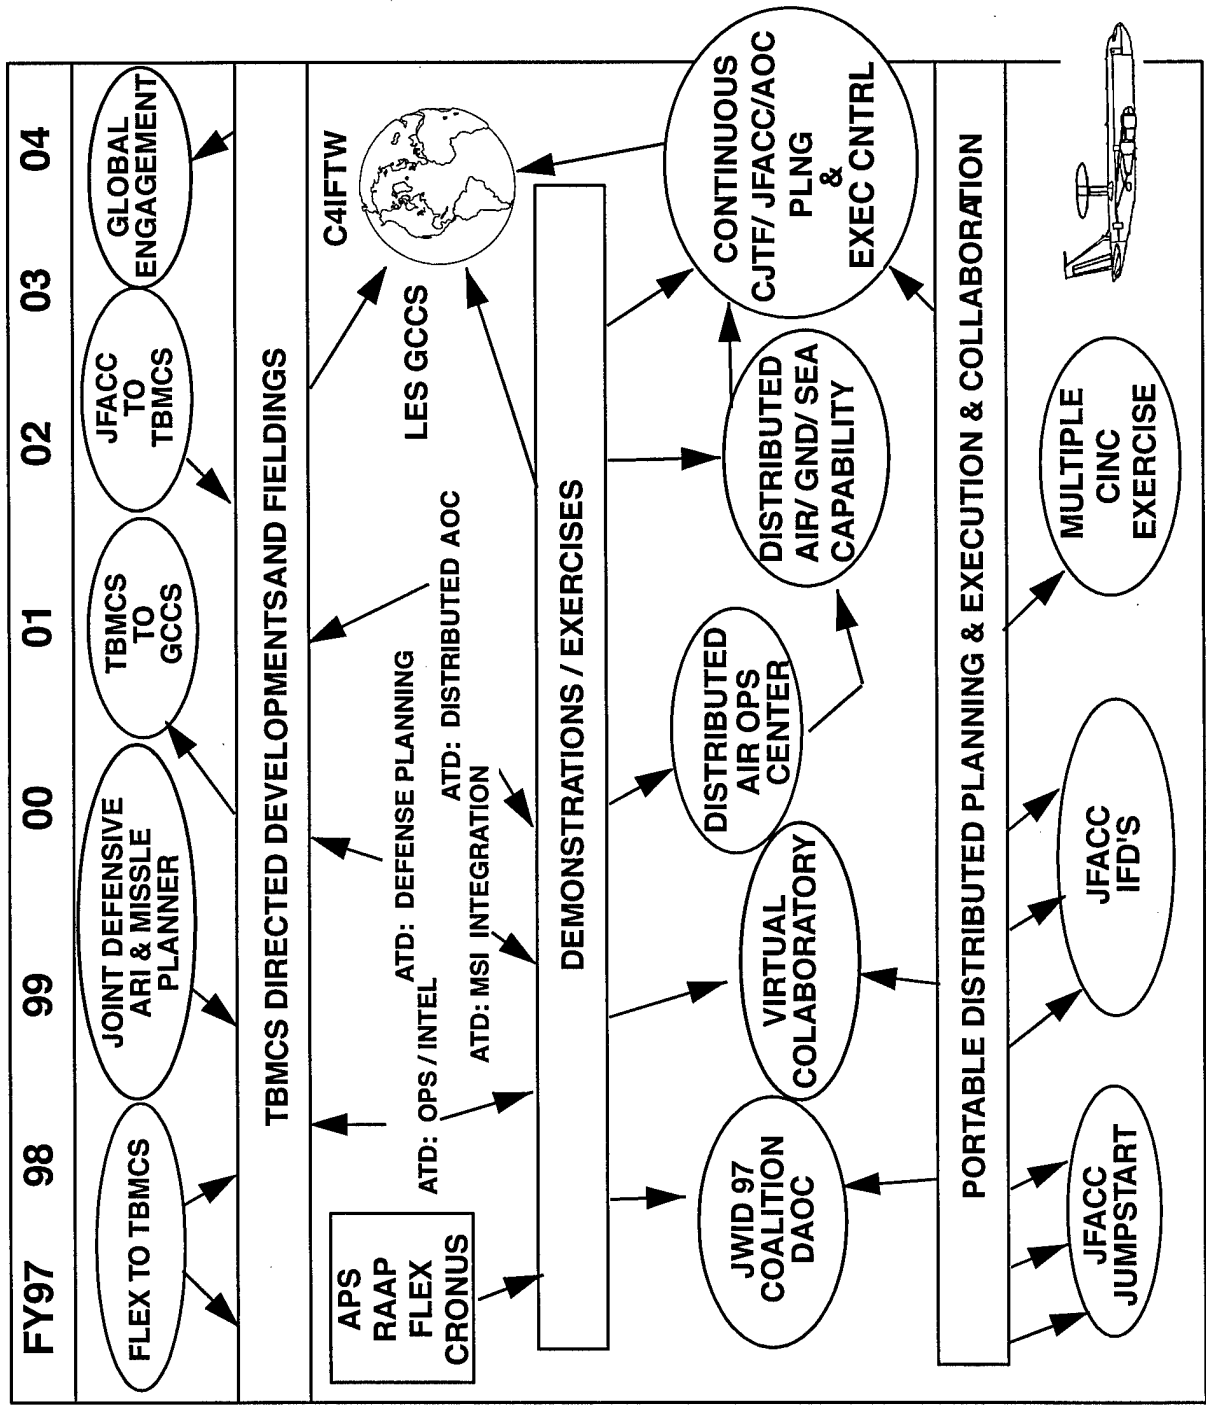 FY97 98 99 00 01 02 03 04
FLEX TO TBMCS
JOINT DEFENSIVE
ARI & MISSLE
PLANNER
TBMCS
TO
GCCS
JFACC
TO
TBMCS
GLOBAL
ENGAGEMENT
TBMCS DIRECTED DEVELOPMENTSAND FIELDINGS
APS
RAAP
FLEX
CRONUS
ATD: OPS / INTEL
ATD: DEFENSE PLANNING
ATD: MSI INTEGRATION
ATD: DISTRIBUTED AOC
LES GCCS
C4IFTW
DEMONSTRATIONS / EXERCISES
JWID 97
COALITION
DAOC
VIRTUAL
COLABORATORY
DISTRIBUTED
AIR OPS
CENTER
DISTRIBUTED
AIR/ GND/ SEA
CAPABILITY
CONTINUOUS
CJTF/ JFACC/AOC
PLNG
&
EXEC CNTRL
PORTABLE DISTRIBUTED PLANNING & EXECUTION & COLLABORATION
JFACC
JUMPSTART
JFACC
IFD'S
MULTIPLE
CINC
EXERCISE